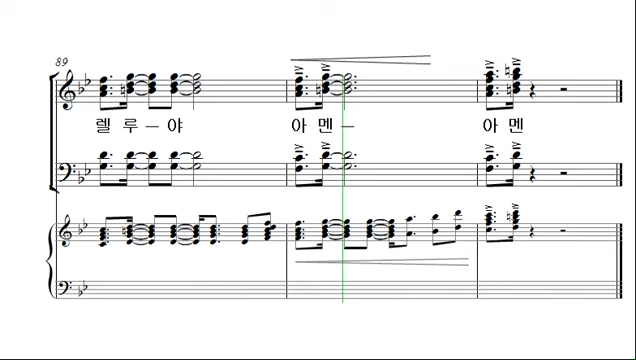 89
렐 루 – 야 아 멘 – 아 멘